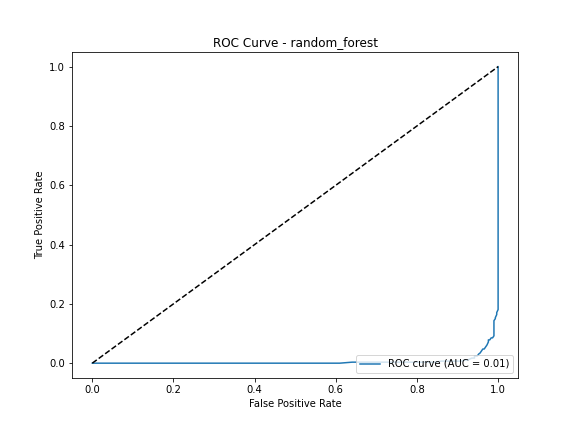 ROC Curve - random_forest
1.0
0.8
0.6
0.4
0.2
0.0
True Positive Rate
ROC curve (AUC = 0.01)
0.0 0.2 0.4 0.6 0.8 1.0
False Positive Rate